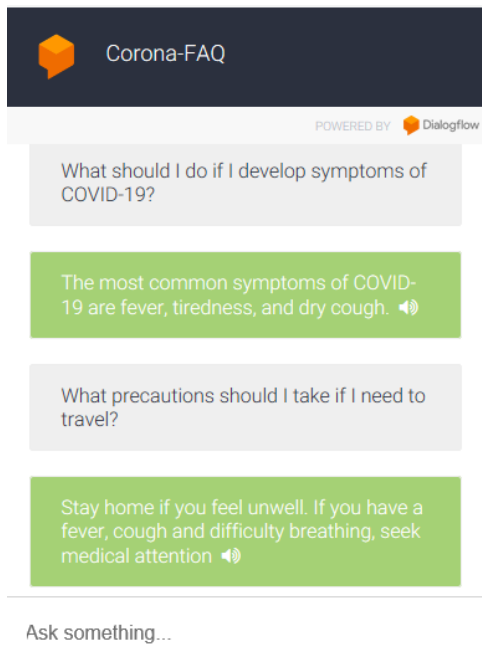 Corona-FAQ
POWERED BY Dialogflow
What should I do if I develop symptoms of
COVID-19?
The most common symptoms of COVID-
19 are fever, tiredness, and dry cough.
What precautions should I take if I need to
travel?
Stay home if you feel unwell. If you have a
fever, cough and difficulty breathing, seek
medical attention
Ask something...